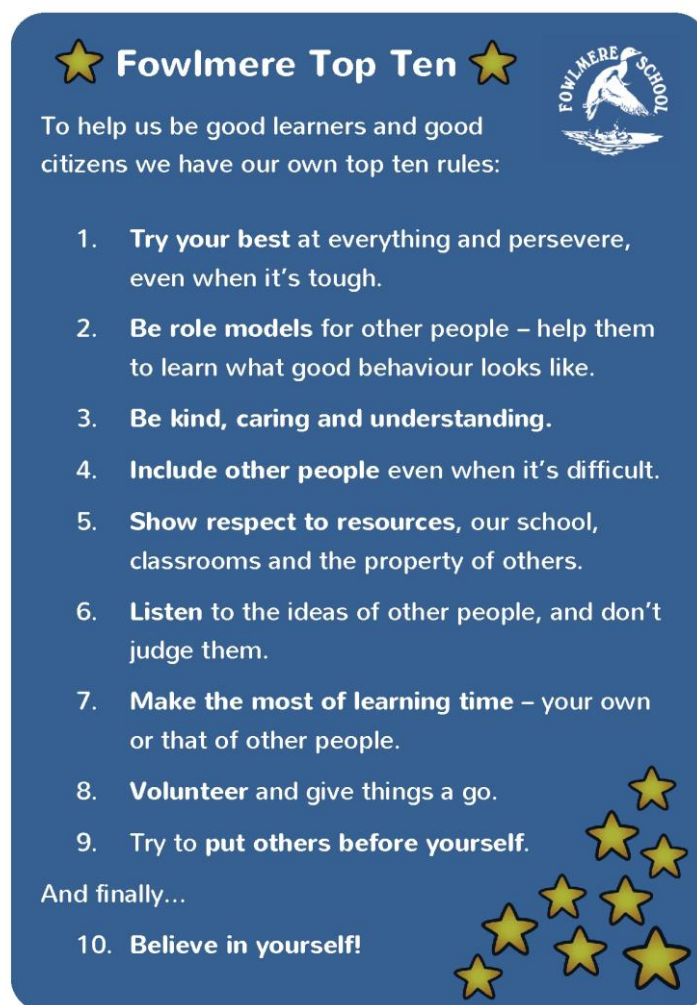 Fowlmere Top Ten
FOWLMERE SCHOOL
To help us be good learners and good
citizens we have our own top ten rules:
1. Try your best at everything and persevere,
even when it’s tough.
2. Be role models for other people – help them
to learn what good behaviour looks like.
3. Be kind, caring and understanding.
4. Include other people even when it’s difficult.
5. Show respect to resources, our school,
classrooms and the property of others.
6. Listen to the ideas of other people, and don’t
judge them.
7. Make the most of learning time – your own
or that of other people.
8. Volunteer and give things a go.
9. Try to put others before yourself.
And finally...
10. Believe in yourself!